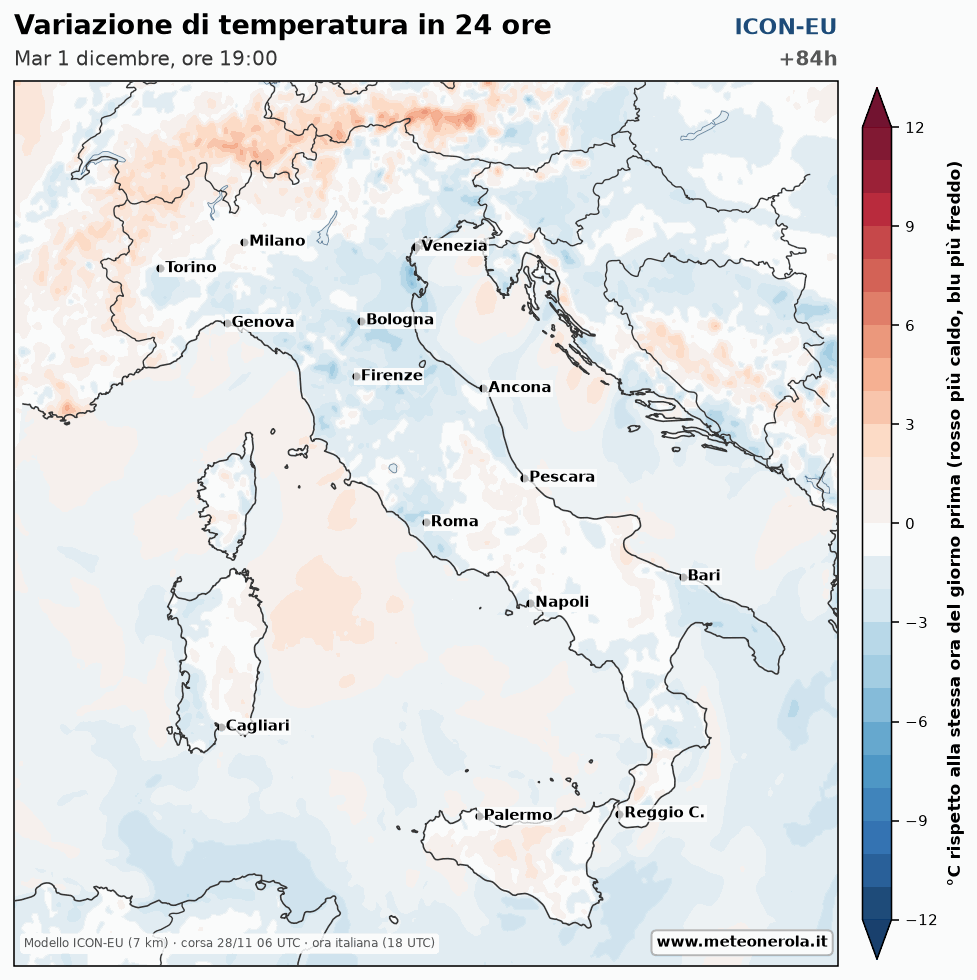 Variazione di temperatura in 24 ore
ICON-EU
Mar 1 dicembre, ore 19:00
+84h
12
9
6
3
0
−3
−6
−9
−12
°C rispetto alla stessa ora del giorno prima (rosso più caldo, blu più freddo)
Milano
Venezia
Torino
Genova
Bologna
Firenze
Ancona
Pescara
Roma
Bari
Napoli
Cagliari
Palermo
Reggio C.
Modello ICON-EU (7 km) · corsa 28/11 06 UTC · ora italiana (18 UTC)
www.meteonerola.it